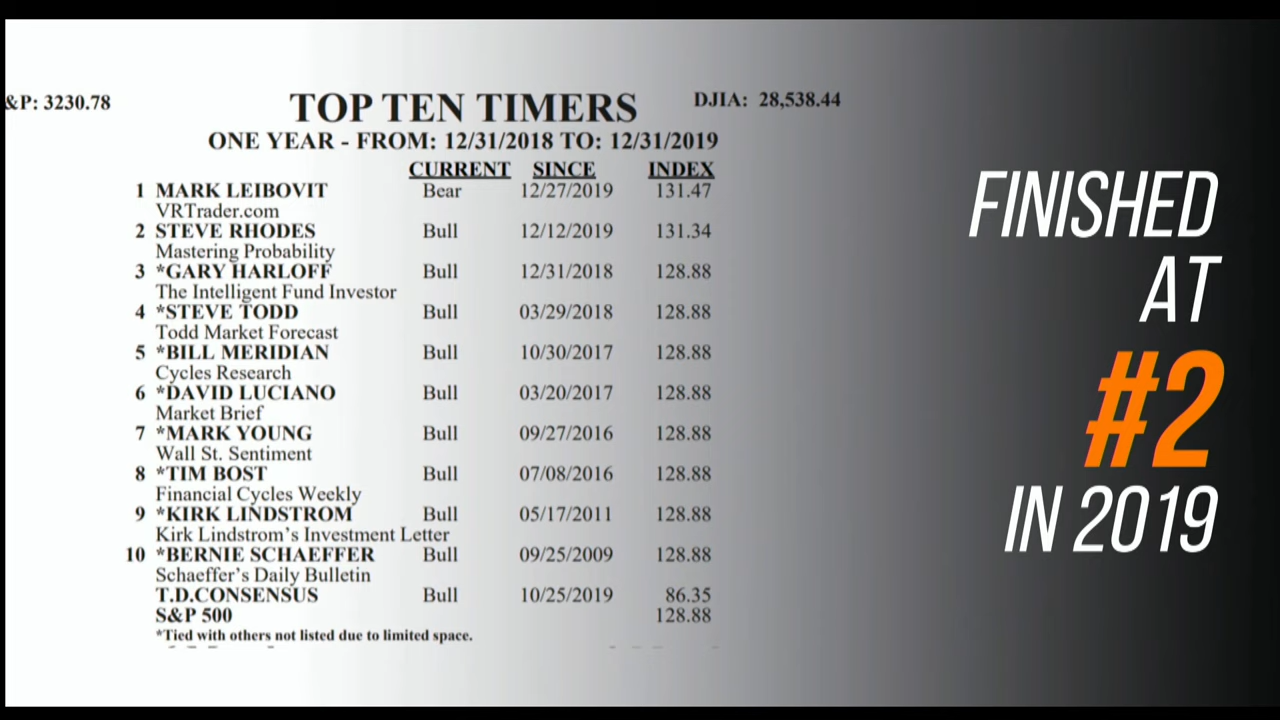 &P: 3230.78
TOP TEN TIMERS
DJIA: 28,538.44
ONE YEAR - FROM: 12/31/2018 TO: 12/31/2019
CURRENT SINCE INDEX
1 MARK LEIBOVIT Bear 12/27/2019 131.47
VRTrader.com
2 STEVE RHODES Bull 12/12/2019 131.34
Mastering Probability
3 *GARY HARLOFF Bull 12/31/2018 128.88
The Intelligent Fund Investor
4 *STEVE TODD Bull 03/29/2018 128.88
Todd Market Forecast
5 *BILL MERIDIAN Bull 10/30/2017 128.88
Cycles Research
6 *DAVID LUCIANO Bull 03/20/2017 128.88
Market Brief
7 *MARK YOUNG Bull 09/27/2016 128.88
Wall St. Sentiment
8 *TIM BOST Bull 07/08/2016 128.88
Financial Cycles Weekly
9 *KIRK LINDSTROM Bull 05/17/2011 128.88
Kirk Lindstrom's Investment Letter
10 *BERNIE SCHAEFFER Bull 09/25/2009 128.88
Schaeffer's Daily Bulletin
T.D.CONSENSUS Bull 10/25/2019 86.35
S&P 500 128.88
*Tied with others not listed due to limited space.
FINISHED
AT
#2
IN 2019